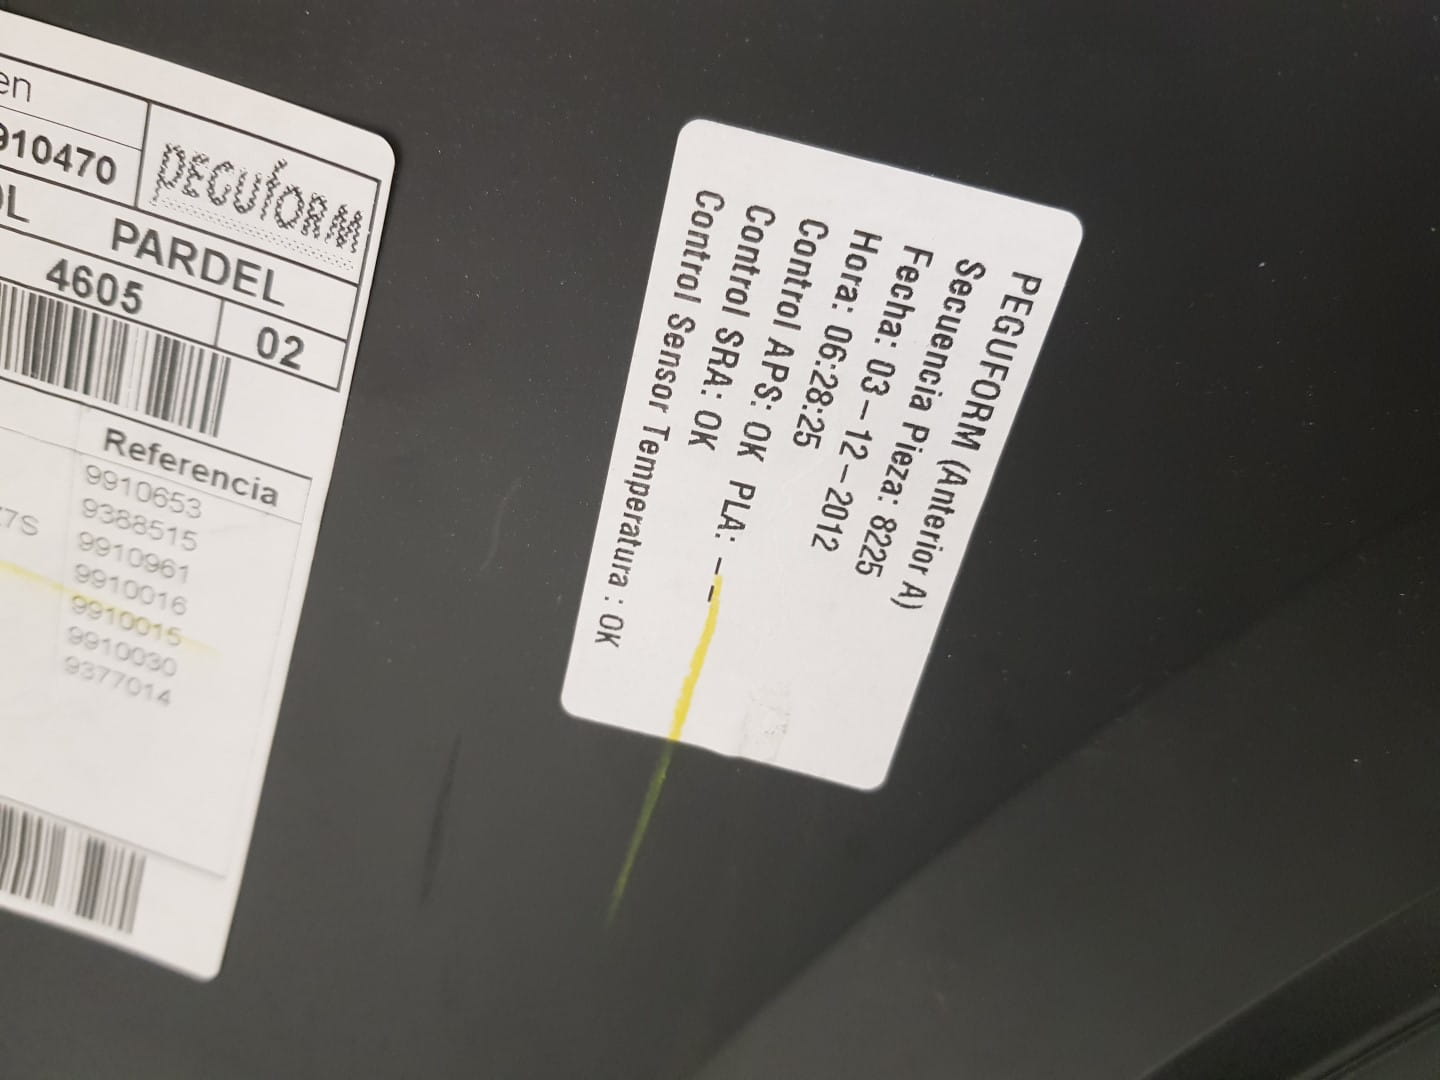 en
910470
PEGUFORM
OL PARDEL
4605
02
Referencia
9910653
9388515
9910961
7S 9910016
9910015
9910030
9377014
PEGUFORM (Anterior A)
Secuencia Pieza: 8225
Fecha: 03-12-2012
Hora: 06:28:25
Control APS: OK PLA: --
Control SRA: OK
Control Sensor Temperatura : OK